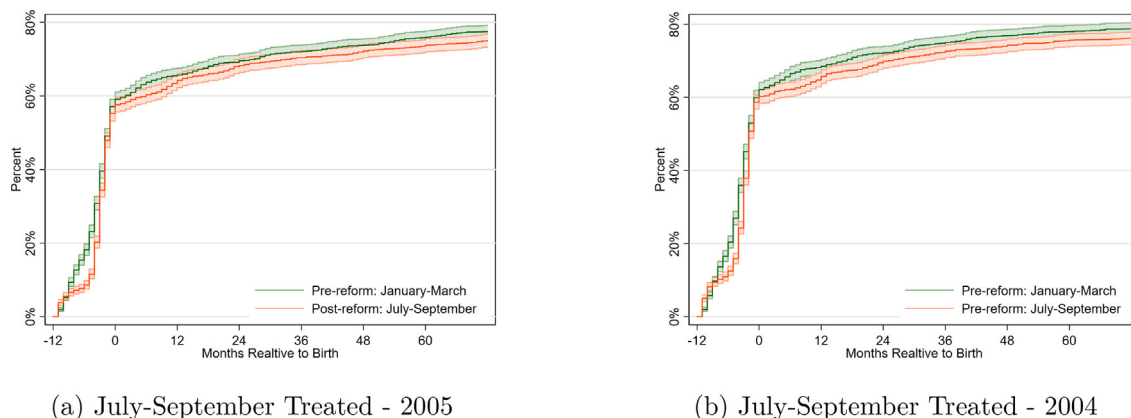 80%
60%
40%
20%
0%
Percent
Pre-reform: January-March
Post-reform: July-September
-12 0 12 24 36 48 60
Months Realtive to Birth
(a) July-September Treated - 2005
80%
60%
40%
20%
0%
Percent
Pre-reform: January-March
Pre-reform: July-September
-12 0 12 24 36 48 60
Months Realtive to Birth
(b) July-September Treated - 2004